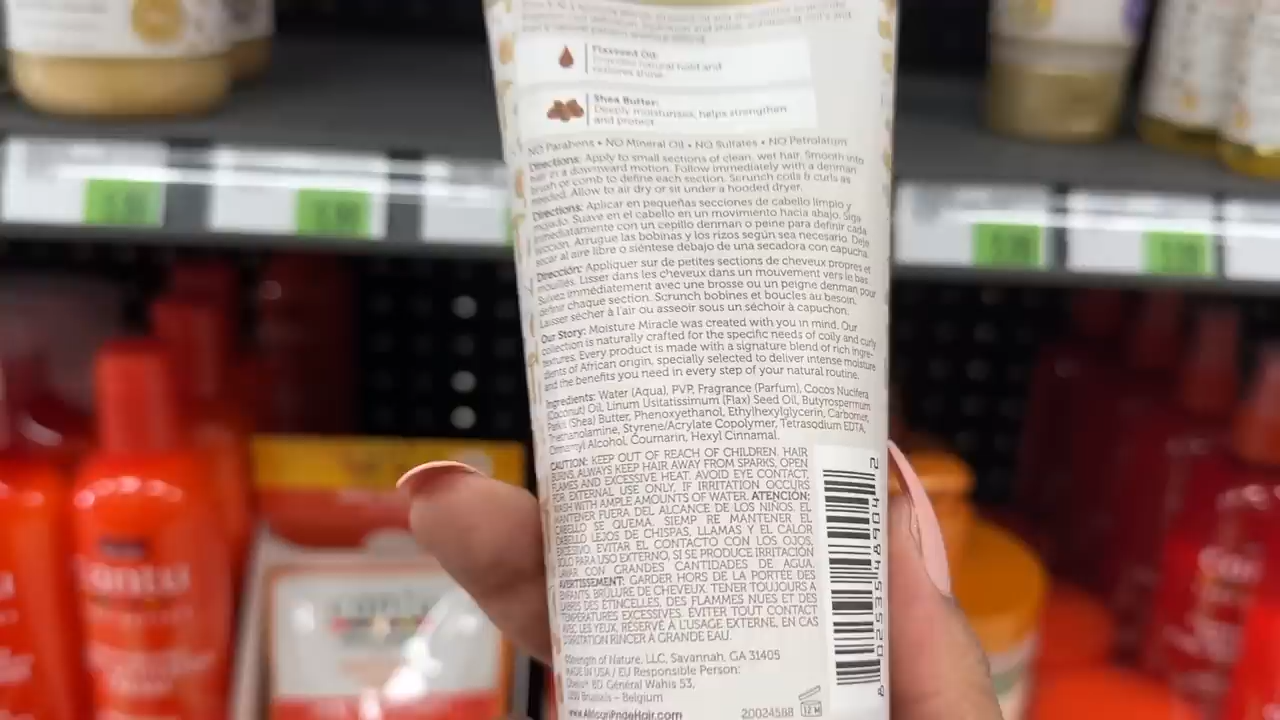 Flaxseed Oil:
Provides natural hold and
restores shine.
Shea Butter:
Deeply moisturises, helps strengthen
and protect.
NO Parabens • NO Mineral Oil • NO Sulfates • NO Petrolatum
Directions: Apply to small sections of clean, wet hair. Smooth into
hair in a downward motion. Follow immediately with a denman
brush or comb to define each section. Scrunch coils & curls as
needed. Allow to air dry or sit under a hooded dryer.
Directions: Aplicar en pequeñas secciones de cabello limpio y
mojado. Suave en el cabello en un movimiento hacia abajo. Siga
inmediatamente con un cepillo denman o peine para definir cada
sección. Arrugue las bobinas y los rizos según sea necesario. Deje
secar al aire libre o siéntese debajo de una secadora con capucha.
Dirección: Appliquer sur de petites sections de cheveux propres et
mouillés. Lisser dans les cheveux dans un mouvement vers le bas.
Suivez immédiatement avec une brosse ou un peigne denman pour
définir chaque section. Scrunch bobines et boucles au besoin.
Laisser sécher à l'air ou asseoir sous un séchoir à capuchon.
Our Story: Moisture Miracle was created with you in mind. Our
collection is naturally crafted for the specific needs of coily and curly
textures. Every product is made with a signature blend of rich ingre-
dients of African origin, specially selected to deliver intense moisture
and the benefits you need in every step of your natural routine.
Ingredients: Water (Aqua), PVP, Fragrance (Parfum), Cocos Nucifera
(Coconut) Oil, Linum Usitatissimum (Flax) Seed Oil, Butyrospermum
Parkii (Shea) Butter, Phenoxyethanol, Ethylhexylglycerin, Carbomer,
Triethanolamine, Styrene/Acrylate Copolymer, Tetrasodium EDTA,
Cinnamyl Alcohol, Coumarin, Hexyl Cinnamal.
CAUTION: KEEP OUT OF REACH OF CHILDREN. HAIR
BURNS. ALWAYS KEEP HAIR AWAY FROM SPARKS, OPEN
FLAMES AND EXCESSIVE HEAT. AVOID EYE CONTACT.
FOR EXTERNAL USE ONLY. IF IRRITATION OCCURS
WASH WITH AMPLE AMOUNTS OF WATER. ATENCIÓN:
MANTENER FUERA DEL ALCANCE DE LOS NIÑOS. EL
CABELLO SE QUEMA. SIEMP RE MANTENER EL
CABELLO LEJOS DE CHISPAS, LLAMAS Y EL CALOR
EXCESIVO. EVITAR EL CONTACTO CON LOS OJOS.
SOLO PARA USO EXTERNO. SI SE PRODUCE IRRITACIÓN
LAVAR CON GRANDES CANTIDADES DE AGUA.
AVERTISSEMENT: GARDER HORS DE LA PORTÉE DES
ENFANTS. BRÛLURE DE CHEVEUX. TENER TOUJOURS À
LABRES DES ÉTINCELLES, DES FLAMMES NUES ET DES
TEMPÉRATURES EXCESSIVES. EVITER TOUT CONTACT
AVEC LES YEUX. RÉSERVÉ À L'USAGE EXTERNE, EN CAS
D'IRRITATION RINCER À GRANDE EAU.
©Strength of Nature, LLC, Savannah, GA 31405
MADE IN USA / EU Responsible Person:
Obelis® BD Général Wahis 53,
1030 Brussels – Belgium
www.AfricanPrideHair.com 20024588 12 M
cantu